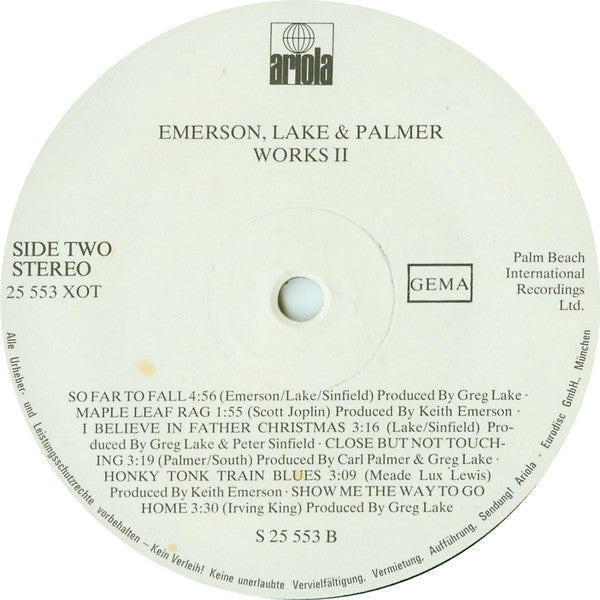 ariola
EMERSON, LAKE & PALMER
WORKS II
SIDE TWO
STEREO
25 553 XOT
GEMA
Palm Beach
International
Recordings
Ltd.
SO FAR TO FALL 4:56 (Emerson/Lake/Sinfield) Produced By Greg Lake ·
MAPLE LEAF RAG 1:55 (Scott Joplin) Produced By Keith Emerson ·
I BELIEVE IN FATHER CHRISTMAS 3:16 (Lake/Sinfield) Pro-
duced By Greg Lake & Peter Sinfield · CLOSE BUT NOT TOUCH-
ING 3:19 (Palmer/South) Produced By Carl Palmer & Greg Lake ·
HONKY TONK TRAIN BLUES 3:09 (Meade Lux Lewis)
Produced By Keith Emerson · SHOW ME THE WAY TO GO
HOME 3:30 (Irving King) Produced By Greg Lake
S 25 553 B
Alle Urheber- und Leistungsschutzrechte vorbehalten – Kein Verleih! Keine unerlaubte Vervielfältigung, Vermietung, Aufführung, Sendung! Ariola - Eurodisc GmbH, München